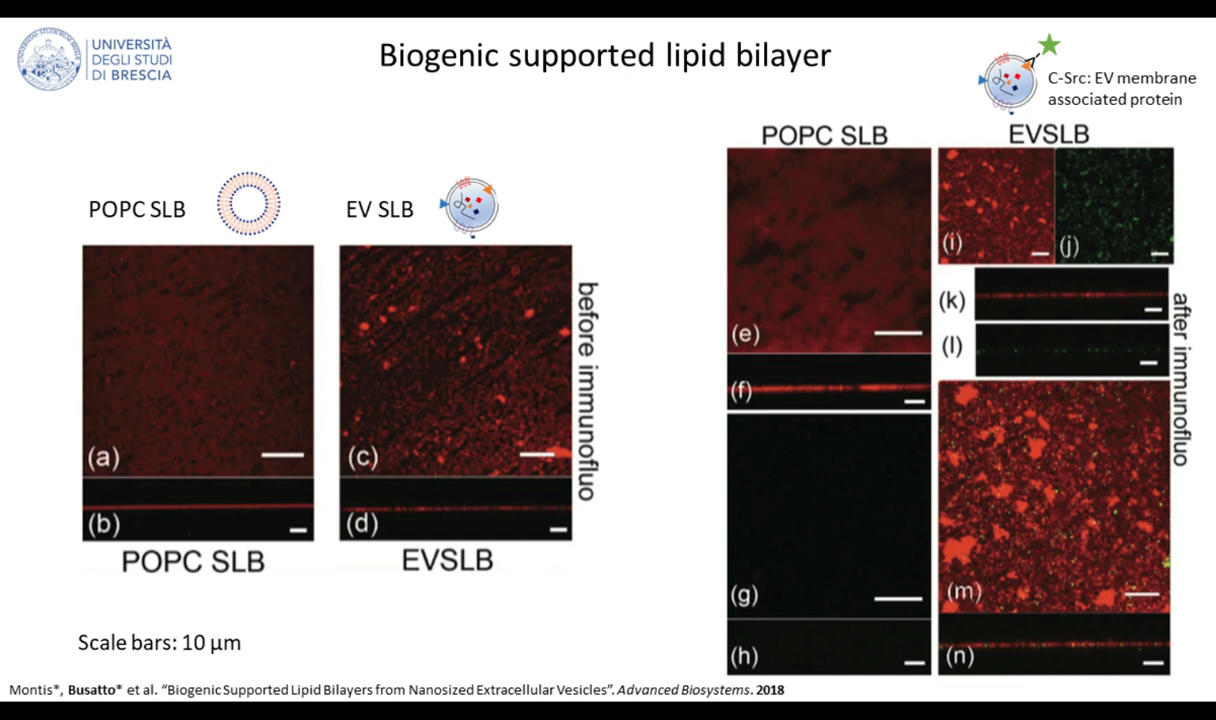 UNIVERSITÀ
DEGLI STUDI
DI BRESCIA
Biogenic supported lipid bilayer
C-Src: EV membrane
associated protein
POPC SLB
EV SLB
(a)
(b)
(c)
(d)
POPC SLB
EVSLB
before immunofluo
POPC SLB
EVSLB
(e)
(f)
(g)
(h)
(i)
(j)
(k)
(l)
(m)
(n)
after immunofluo
Scale bars: 10 µm
Montis*, Busatto* et al. “Biogenic Supported Lipid Bilayers from Nanosized Extracellular Vesicles”. Advanced Biosystems. 2018